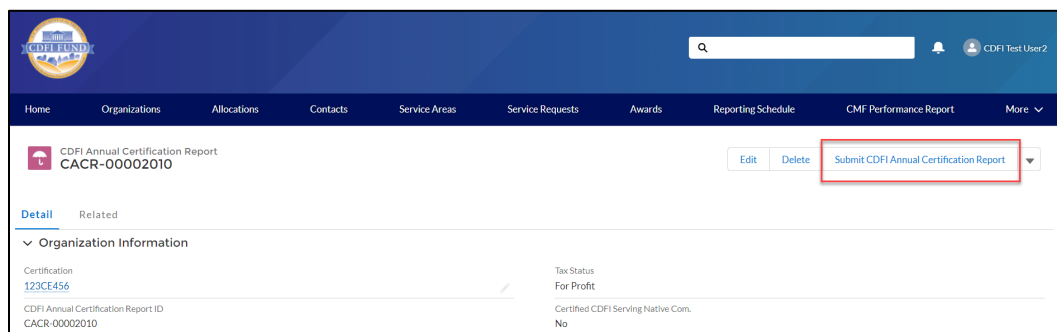 CDFI FUND
CDFI Test User2
Home Organizations Allocations Contacts Service Areas Service Requests Awards Reporting Schedule CMF Performance Report More
CDFI Annual Certification Report
CACR-00002010
Edit Delete Submit CDFI Annual Certification Report
Detail Related
Organization Information
Certification Tax Status
123CE456 For Profit
CDFI Annual Certification Report ID Certified CDFI Serving Native Com.
CACR-00002010 No